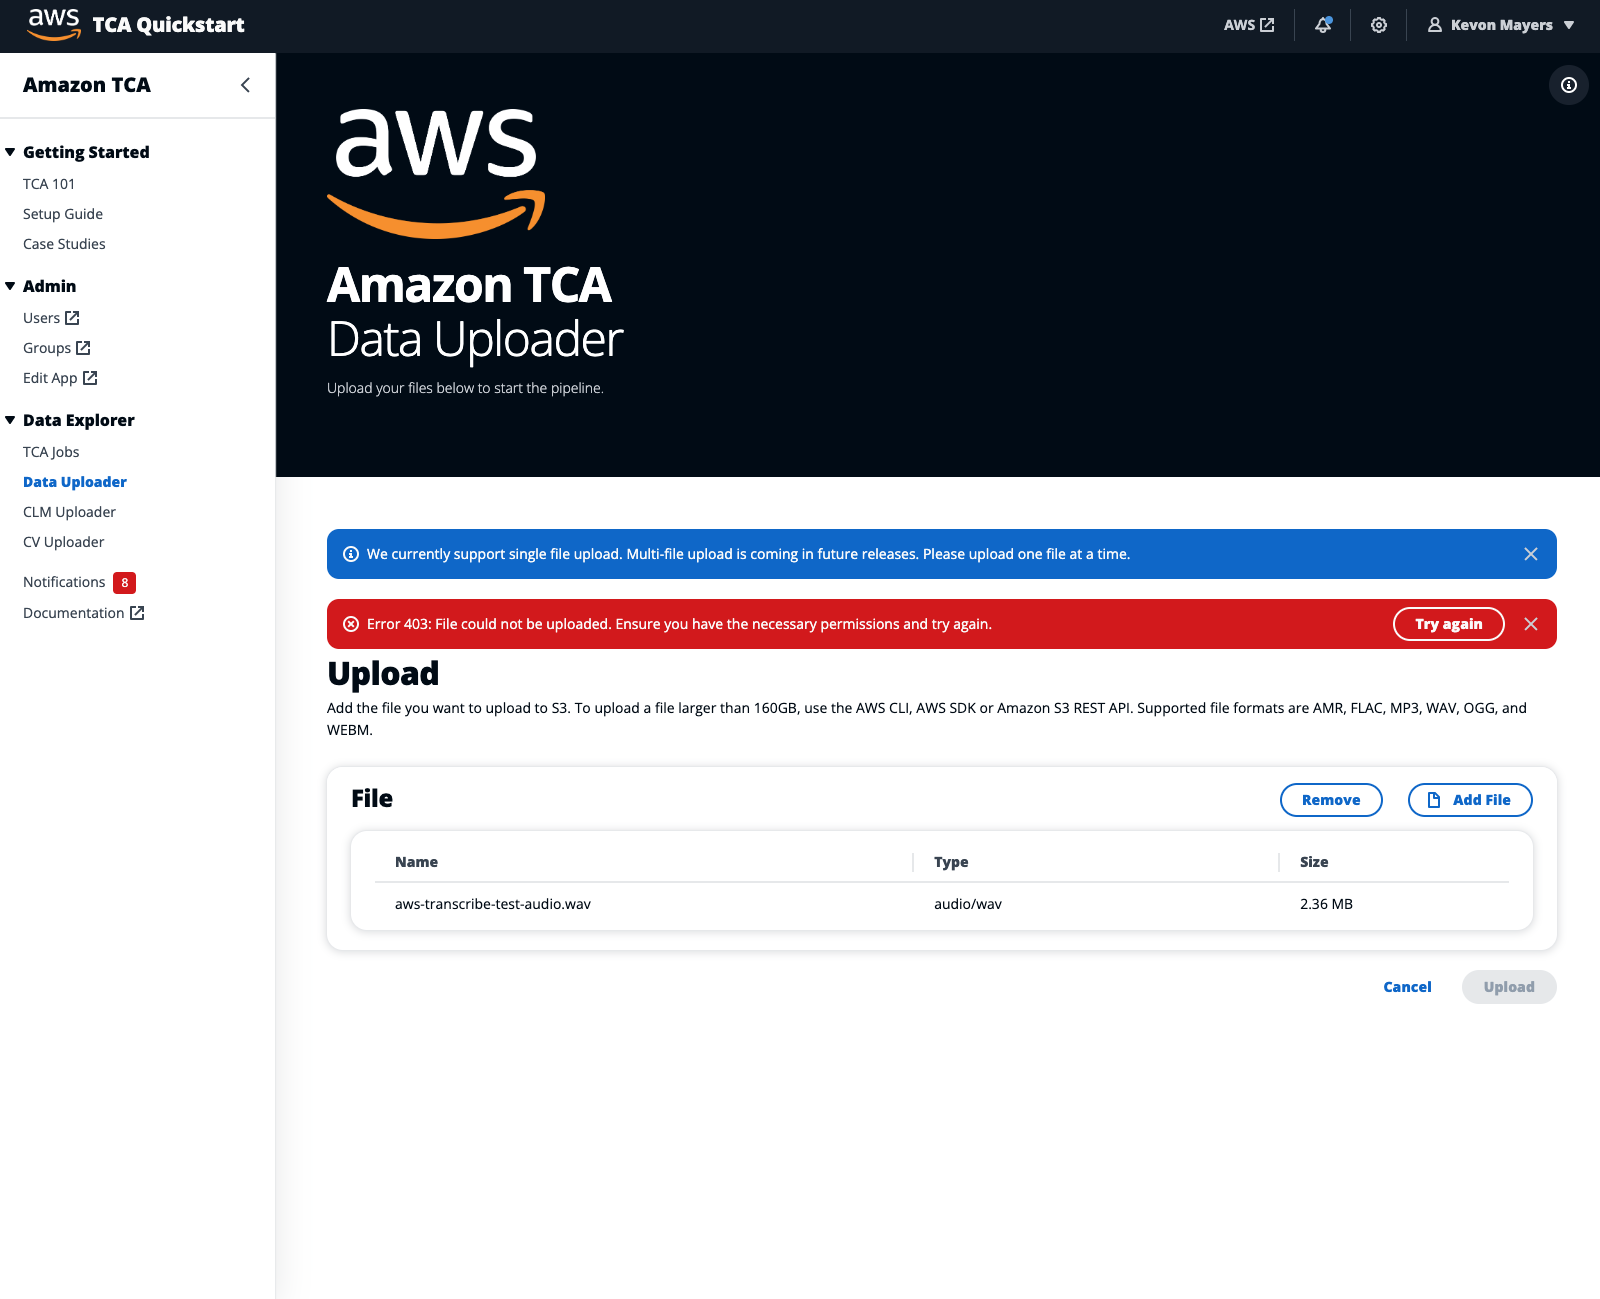 aws TCA Quickstart
AWS
Kevon Mayers
Amazon TCA
Getting Started
TCA 101
Setup Guide
Case Studies
Admin
Users
Groups
Edit App
Data Explorer
TCA Jobs
Data Uploader
CLM Uploader
CV Uploader
Notifications 8
Documentation
aws
Amazon TCA
Data Uploader
Upload your files below to start the pipeline.
We currently support single file upload. Multi-file upload is coming in future releases. Please upload one file at a time.
Error 403: File could not be uploaded. Ensure you have the necessary permissions and try again.
Try again
Upload
Add the file you want to upload to S3. To upload a file larger than 160GB, use the AWS CLI, AWS SDK or Amazon S3 REST API. Supported file formats are AMR, FLAC, MP3, WAV, OGG, and
WEBM.
File
Remove
Add File
Name Type Size
aws-transcribe-test-audio.wav audio/wav 2.36 MB
Cancel
Upload